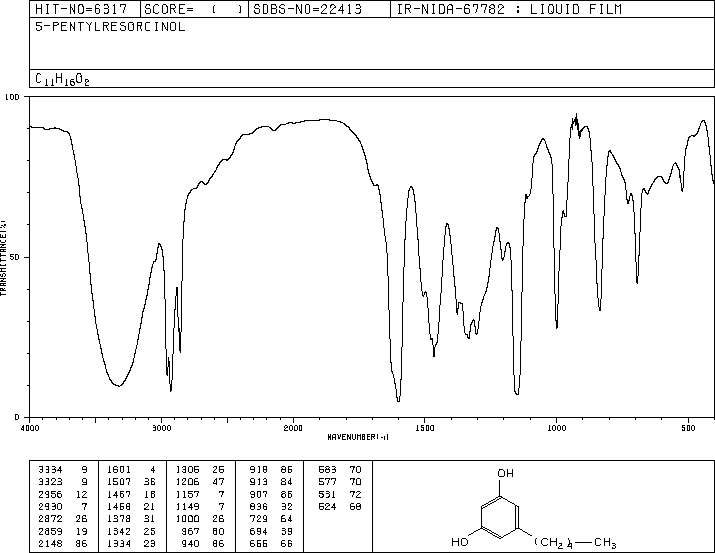 HIT-NO=6317 SCORE= ( ) SDBS-NO=22413 IR-NIDA-67782 : LIQUID FILM
5-PENTYLRESORCINOL
C11H16O2
100
TRANSMITTANCE(%)
50
0
4000 3000 2000 1500 1000 500
WAVENUMBER(-1)
3334 9 1601 4 1306 26 918 86 583 70
3323 9 1507 36 1206 47 913 84 577 70
2956 12 1467 18 1157 7 907 86 531 72
2930 7 1458 21 1149 7 836 32 524 68
2872 26 1378 31 1000 26 729 64
2859 19 1342 25 967 60 694 39
2148 86 1334 23 940 86 666 66
OH
HO (CH2)4—CH3